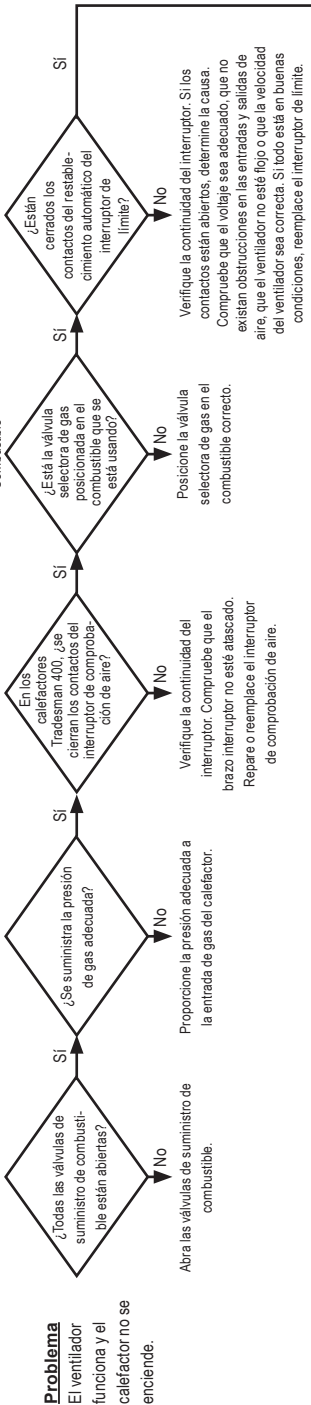 Problema
El ventilador
funciona y el
calefactor no se
enciende.
¿Todas las válvulas de
suministro de combusti-
ble están abiertas?
Sí
No
Abra las válvulas de suministro de
combustible.
¿Se suministra la presión
de gas adecuada?
Sí
No
Proporcione la presión adecuada a
la entrada de gas del calefactor.
En los
calefactores
Tradesman 400, ¿se
cierran los contactos del
interruptor de comproba-
ción de aire?
Sí
No
Verifique la continuidad del
interruptor. Compruebe que el
brazo interruptor no esté atascado.
Repare o reemplace el interruptor
de comprobación de aire.
¿Está la válvula
selectora de gas
posicionada en el
combustible que se
está usando?
Sí
No
Posicione la válvula
selectora de gas en el
combustible correcto.
¿Están
cerrados los
contactos del restable-
cimiento automático del
interruptor de
límite?
Sí
No
Verifique la continuidad del interruptor. Si los
contactos están abiertos, determine la causa.
Compruebe que el voltaje sea adecuado, que no
existan obstrucciones en las entradas y salidas de
aire, que el ventilador no esté flojo o que la velocidad
del ventilador sea correcta. Si todo está en buenas
condiciones, reemplace el interruptor de límite.